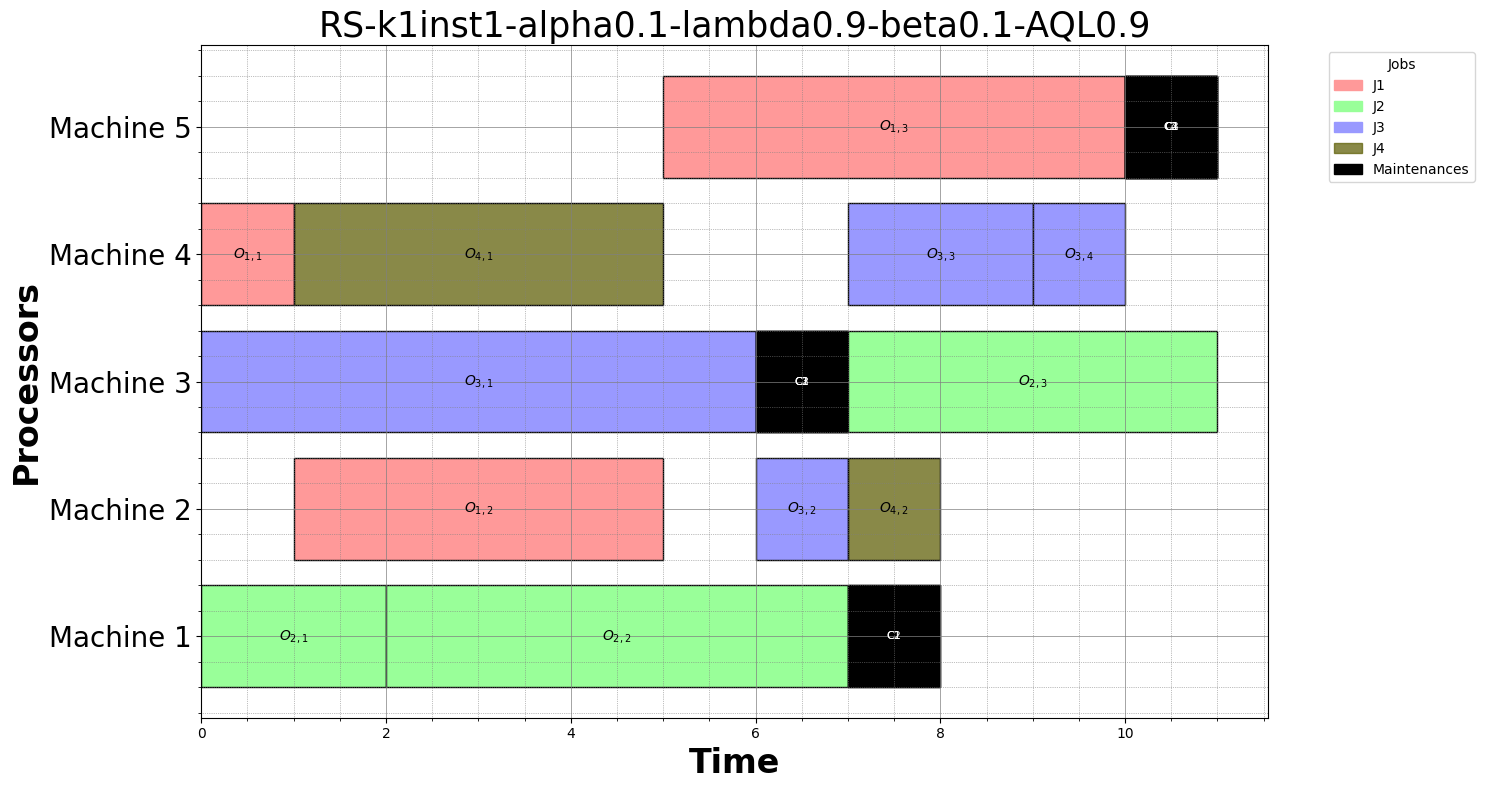 RS-k1inst1-alpha0.1-lambda0.9-beta0.1-AQL0.9
Jobs
J1
J2
J3
J4
Maintenances
Processors
Machine 5
O1,3
Machine 4
O1,1
O4,1
O3,3
O3,4
Machine 3
O3,1
O2,3
Machine 2
O1,2
O3,2
O4,2
Machine 1
O2,1
O2,2
0 2 4 6 8 10
Time